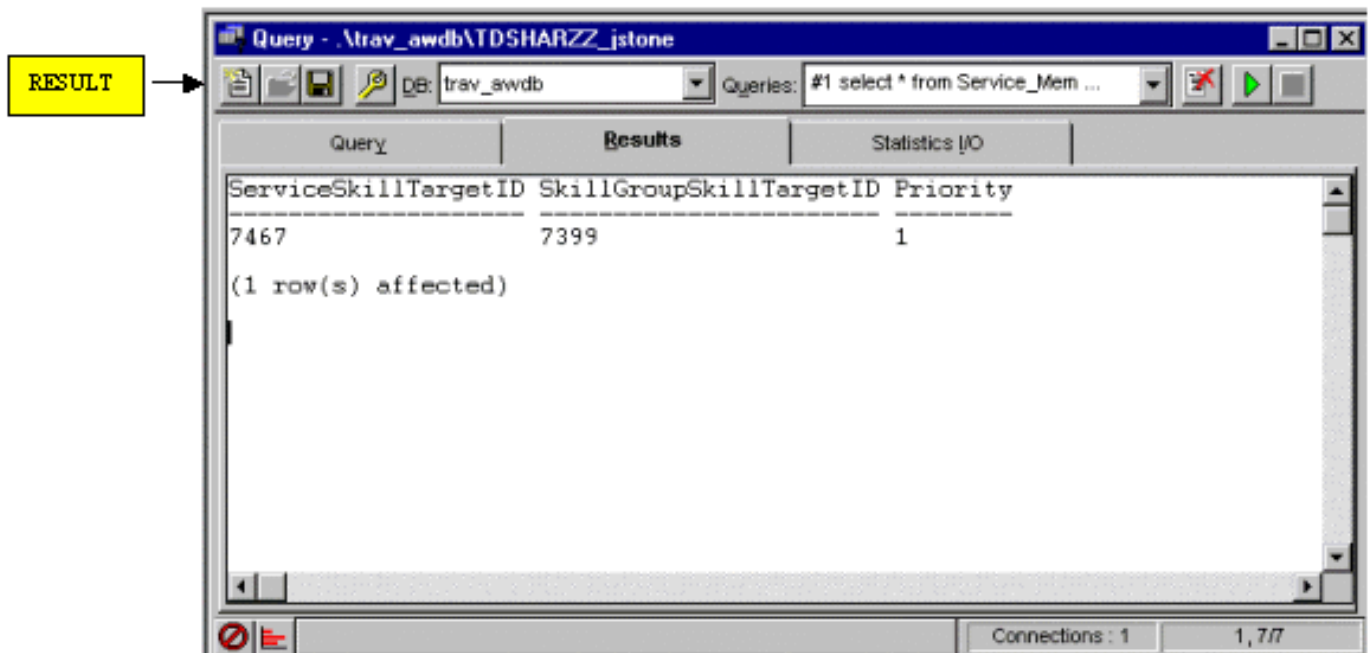 Query - .\trav_awdb\TDSHARZZ_jstone
RESULT
DB: trav_awdb Queries: #1 select * from Service_Mem ...
Query Results Statistics I/O
ServiceSkillTargetID SkillGroupSkillTargetID Priority
-------------------- ----------------------- --------
7467 7399 1
(1 row(s) affected)
Connections : 1 1, 7/7